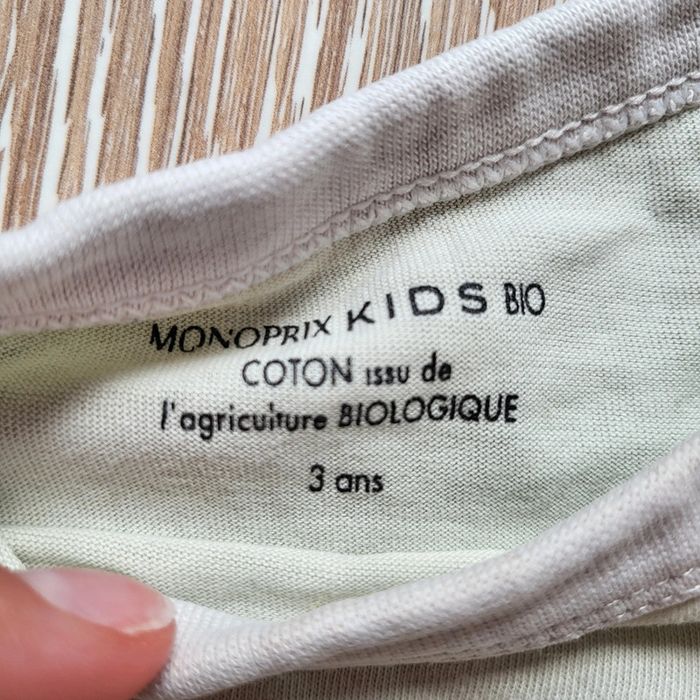 MONOPRIX KIDS BIO
COTON issu de
l'agriculture BIOLOGIQUE
3 ans